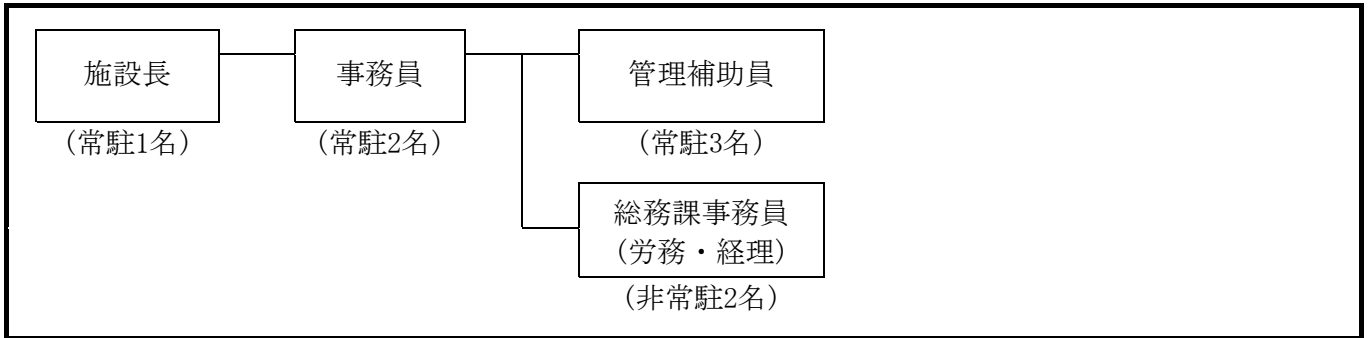 施設長
事務員
管理補助員
(常駐1名)
(常駐2名)
(常駐3名)
総務課事務員
(労務・経理)
(非常駐2名)